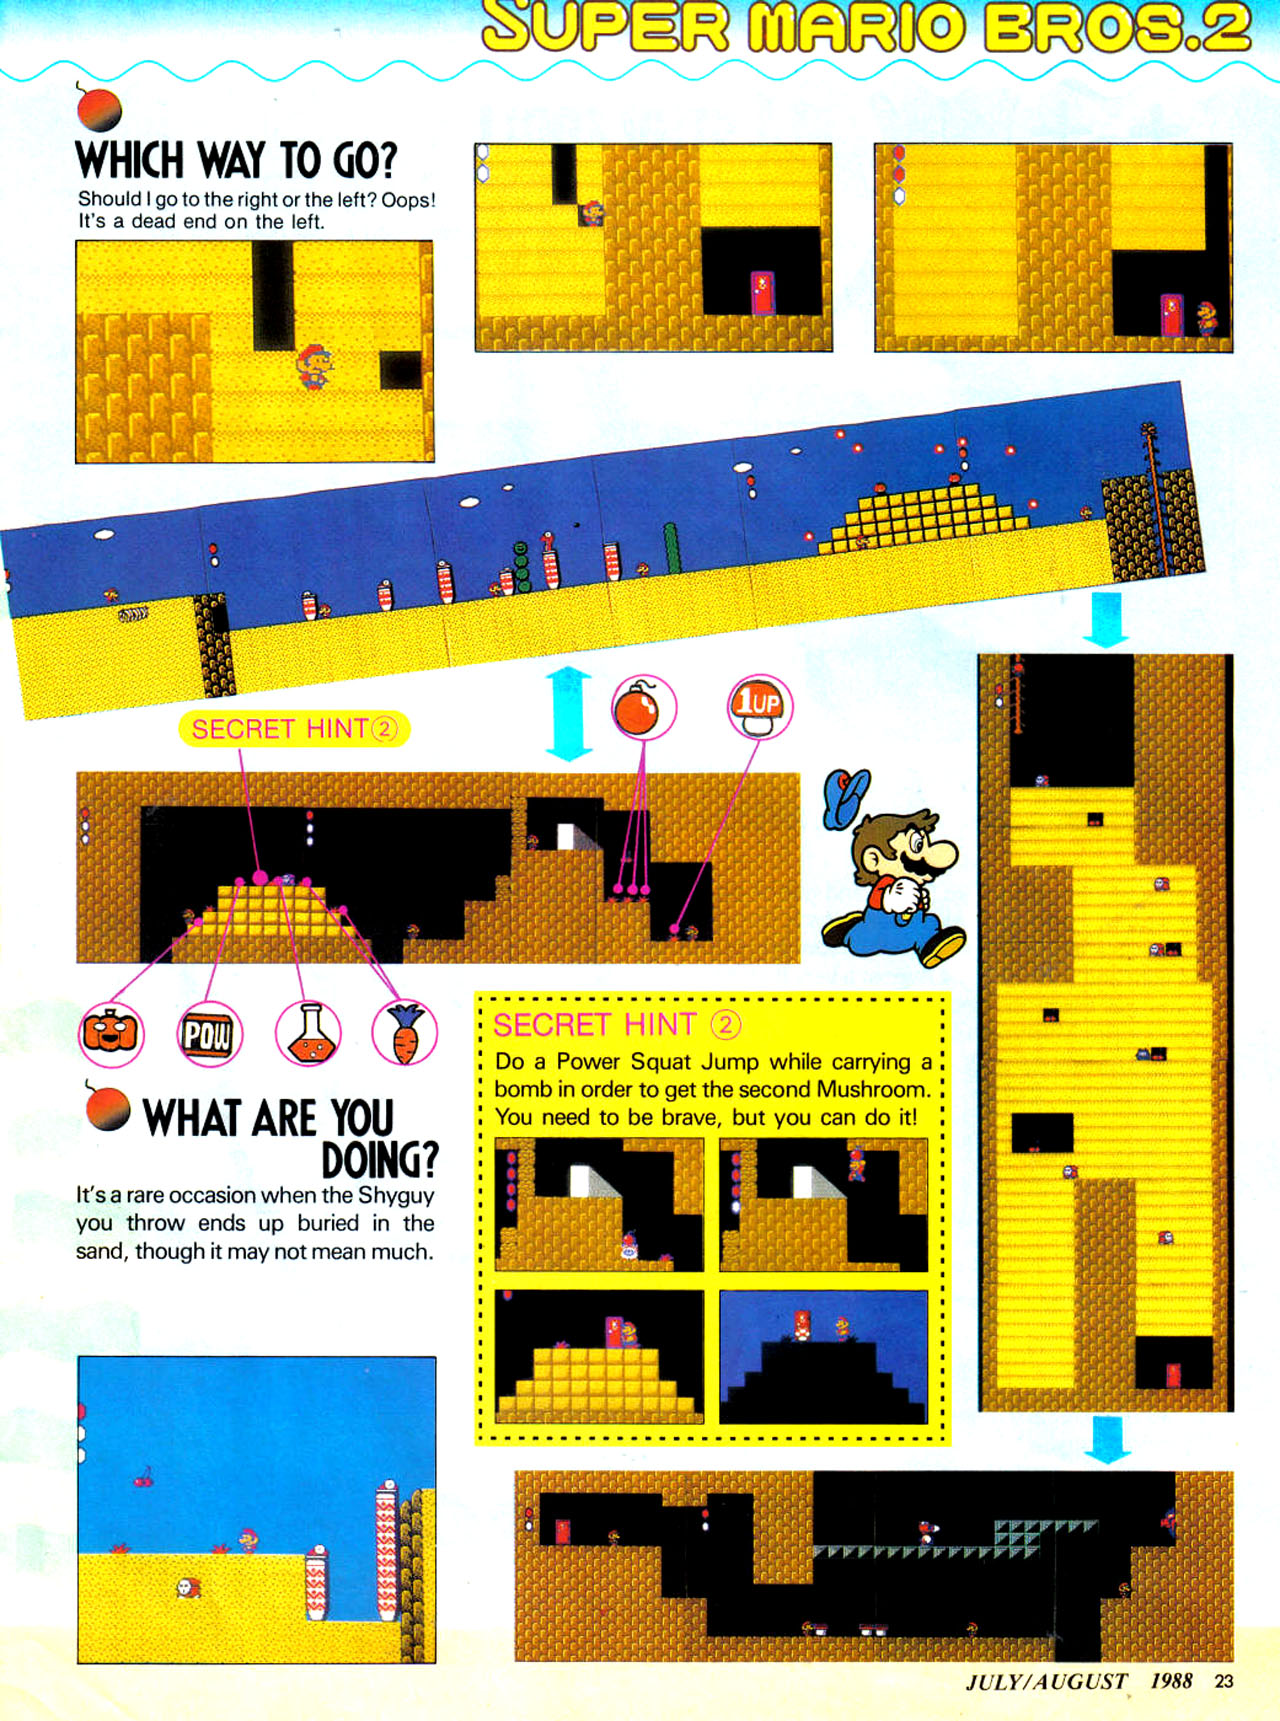 SUPER MARIO BROS.2
WHICH WAY TO GO?
Should I go to the right or the left? Oops!
It's a dead end on the left.
SECRET HINT②
1UP
POW
SECRET HINT ②
Do a Power Squat Jump while carrying a
bomb in order to get the second Mushroom.
You need to be brave, but you can do it!
WHAT ARE YOU
DOING?
It's a rare occasion when the Shyguy
you throw ends up buried in the
sand, though it may not mean much.
JULY/AUGUST 1988 23